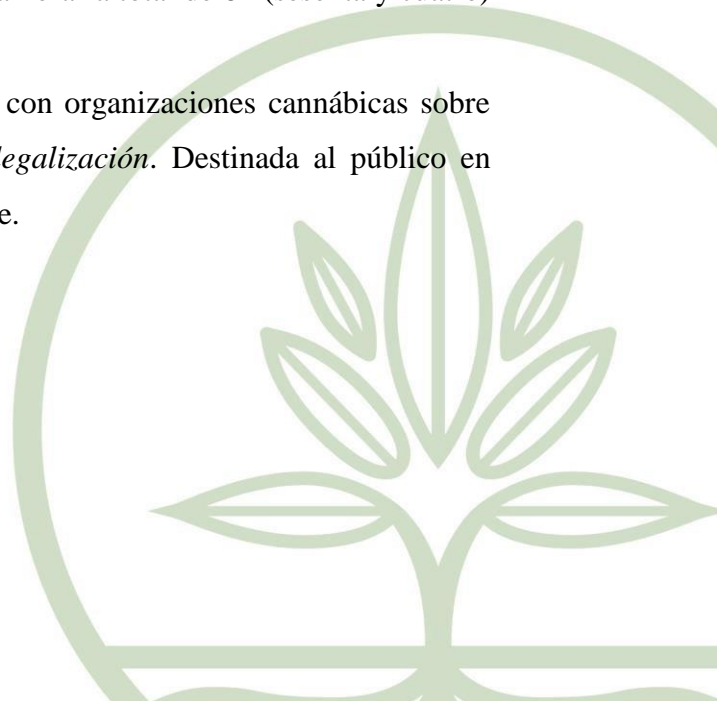 con organizaciones cannábicas sobre
legalización. Destinada al público en
e.